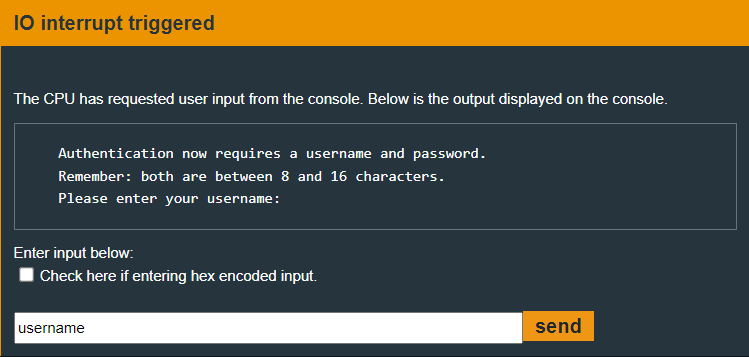 IO interrupt triggered
The CPU has requested user input from the console. Below is the output displayed on the console.
Authentication now requires a username and password.
Remember: both are between 8 and 16 characters.
Please enter your username:
Enter input below:
Check here if entering hex encoded input.
username send